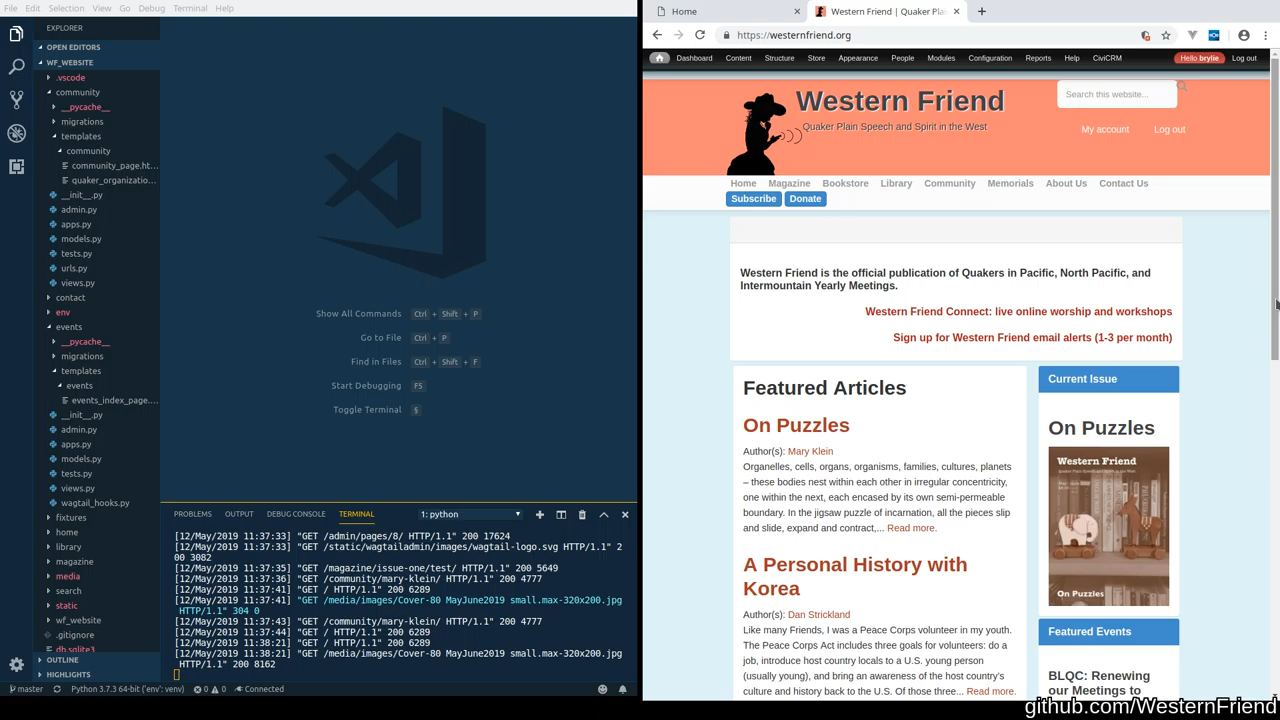 File Edit Selection View Go Debug Terminal Help
EXPLORER
OPEN EDITORS
WF_WEBSITE
.vscode
community
__pycache__
migrations
templates
community
community_page.ht...
quaker_organizatio...
__init__.py
admin.py
apps.py
models.py
tests.py
urls.py
views.py
contact
env
events
__pycache__
migrations
templates
events
events_index_page....
__init__.py
admin.py
apps.py
models.py
tests.py
views.py
wagtail_hooks.py
fixtures
home
library
magazine
media
search
static
wf_website
.gitignore
db.sqlite3
OUTLINE
HIGHLIGHTS
Show All Commands Ctrl + Shift + P
Go to File Ctrl + P
Find in Files Ctrl + Shift + F
Start Debugging F5
Toggle Terminal §
PROBLEMS OUTPUT DEBUG CONSOLE TERMINAL 1: python
[12/May/2019 11:37:33] "GET /admin/pages/8/ HTTP/1.1" 200 17624
[12/May/2019 11:37:33] "GET /static/wagtailadmin/images/wagtail-logo.svg HTTP/1.1" 2
00 3082
[12/May/2019 11:37:35] "GET /magazine/issue-one/test/ HTTP/1.1" 200 5649
[12/May/2019 11:37:36] "GET /community/mary-klein/ HTTP/1.1" 200 4777
[12/May/2019 11:37:41] "GET / HTTP/1.1" 200 6289
[12/May/2019 11:37:41] "GET /media/images/Cover-80 MayJune2019 small.max-320x200.jpg
HTTP/1.1" 304 0
[12/May/2019 11:37:43] "GET /community/mary-klein/ HTTP/1.1" 200 4777
[12/May/2019 11:37:44] "GET / HTTP/1.1" 200 6289
[12/May/2019 11:38:21] "GET / HTTP/1.1" 200 6289
[12/May/2019 11:38:21] "GET /media/images/Cover-80 MayJune2019 small.max-320x200.jpg
HTTP/1.1" 200 8162
master Python 3.7.3 64-bit ('env': venv) 0 0 Connected
Home
Western Friend | Quaker Plai
https://westernfriend.org
Dashboard Content Structure Store Appearance People Modules Configuration Reports Help CiviCRM Hello brylie Log out
Western Friend
Quaker Plain Speech and Spirit in the West
Search this website...
My account Log out
Home Magazine Bookstore Library Community Memorials About Us Contact Us
Subscribe Donate
Western Friend is the official publication of Quakers in Pacific, North Pacific, and
Intermountain Yearly Meetings.
Western Friend Connect: live online worship and workshops
Sign up for Western Friend email alerts (1-3 per month)
Featured Articles
On Puzzles
Author(s): Mary Klein
Organelles, cells, organs, organisms, families, cultures, planets
– these bodies nest within each other in irregular concentricity,
one within the next, each encased by its own semi-permeable
boundary. In the jigsaw puzzle of incarnation, all the pieces slip
and slide, expand and contract,... Read more.
A Personal History with
Korea
Author(s): Dan Strickland
Like many Friends, I was a Peace Corps volunteer in my youth.
The Peace Corps Act includes three goals for volunteers: do a
job, introduce host country locals to a U.S. young person
(usually young), and bring an awareness of the host country's
culture and history back to the U.S. Of those three... Read more.
Current Issue
On Puzzles
Western Friend
On Puzzles
Featured Events
BLQC: Renewing
our Meetings to
github.com/WesternFriend